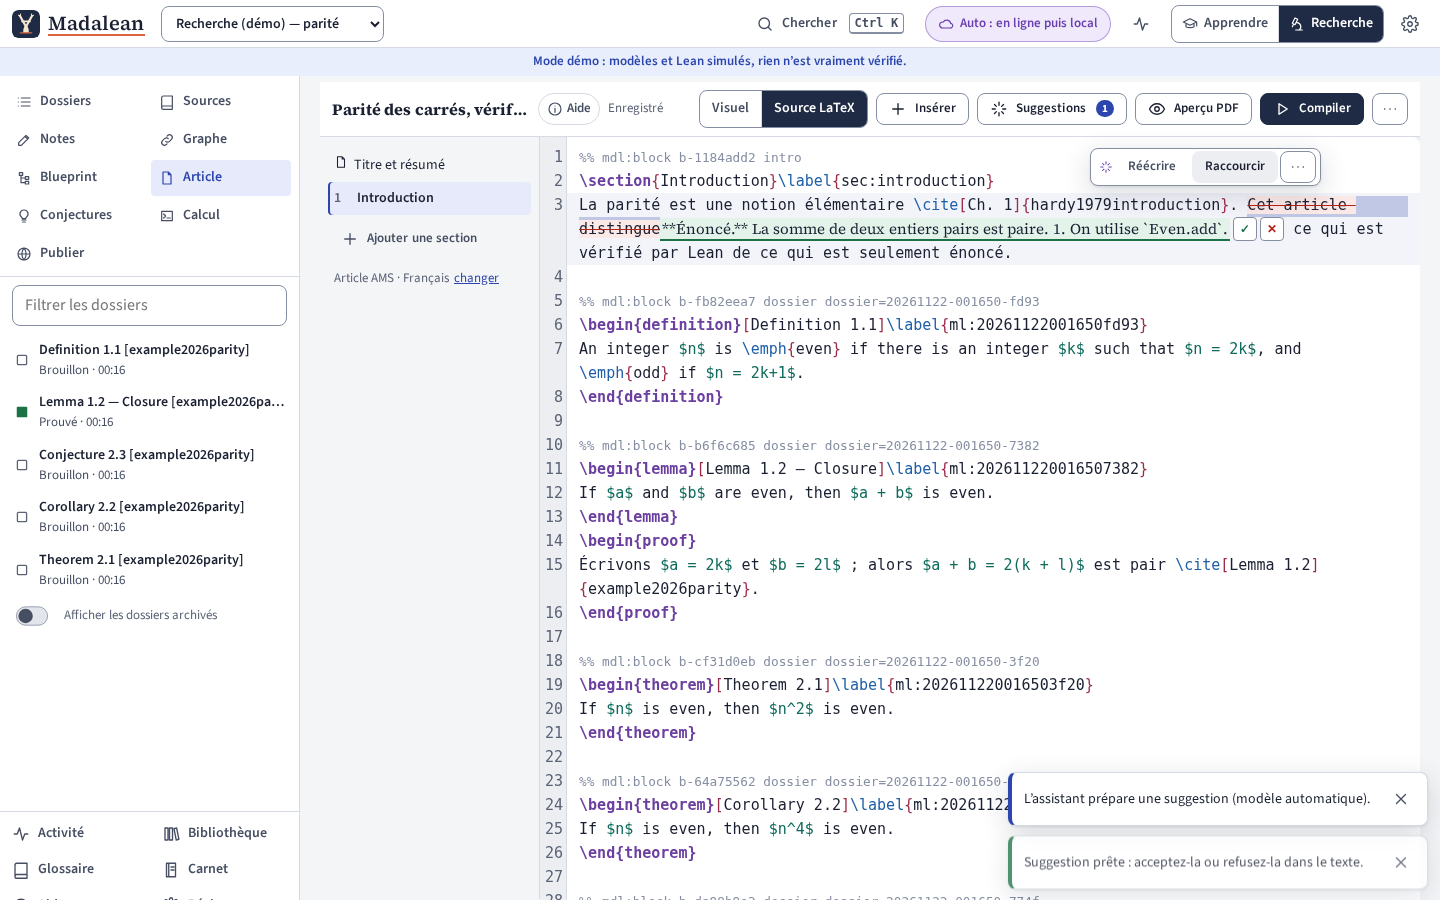 Madalean
Recherche (démo) — parité
Chercher
Ctrl K
Auto : en ligne puis local
Apprendre
Recherche
Mode démo : modèles et Lean simulés, rien n’est vraiment vérifié.
Dossiers
Sources
Notes
Graphe
Blueprint
Article
Conjectures
Calcul
Publier
Filtrer les dossiers
Definition 1.1 [example2026parity]
Brouillon · 00:16
Lemma 1.2 — Closure [example2026pa…
Prouvé · 00:16
Conjecture 2.3 [example2026parity]
Brouillon · 00:16
Corollary 2.2 [example2026parity]
Brouillon · 00:16
Theorem 2.1 [example2026parity]
Brouillon · 00:16
Afficher les dossiers archivés
Activité
Bibliothèque
Glossaire
Carnet
Parité des carrés, vérif…
Aide
Enregistré
Visuel
Source LaTeX
Insérer
Suggestions 1
Aperçu PDF
Compiler
···
Titre et résumé
1 Introduction
Ajouter une section
Article AMS · Français changer
Réécrire
Raccourcir
···
1 %% mdl:block b-1184add2 intro
2 \section{Introduction}\label{sec:introduction}
3 La parité est une notion élémentaire \cite[Ch. 1]{hardy1979introduction}. Cet article
distingue**Énoncé.** La somme de deux entiers pairs est paire. 1. On utilise `Even.add`. ✓ ✕ ce qui est
vérifié par Lean de ce qui est seulement énoncé.
4
5 %% mdl:block b-fb82eea7 dossier dossier=20261122-001650-fd93
6 \begin{definition}[Definition 1.1]\label{ml:20261122001650fd93}
7 An integer $n$ is \emph{even} if there is an integer $k$ such that $n = 2k$, and
\emph{odd} if $n = 2k+1$.
8 \end{definition}
9
10 %% mdl:block b-b6f6c685 dossier dossier=20261122-001650-7382
11 \begin{lemma}[Lemma 1.2 — Closure]\label{ml:202611220016507382}
12 If $a$ and $b$ are even, then $a + b$ is even.
13 \end{lemma}
14 \begin{proof}
15 Écrivons $a = 2k$ et $b = 2l$ ; alors $a + b = 2(k + l)$ est pair \cite[Lemma 1.2]
{example2026parity}.
16 \end{proof}
17
18 %% mdl:block b-cf31d0eb dossier dossier=20261122-001650-3f20
19 \begin{theorem}[Theorem 2.1]\label{ml:202611220016503f20}
20 If $n$ is even, then $n^2$ is even.
21 \end{theorem}
22
23 %% mdl:block b-64a75562 dossier dossier=20261122-001650-
24 \begin{theorem}[Corollary 2.2]\label{ml:20261122
25 If $n$ is even, then $n^4$ is even.
26 \end{theorem}
27
28
L’assistant prépare une suggestion (modèle automatique).
Suggestion prête : acceptez-la ou refusez-la dans le texte.